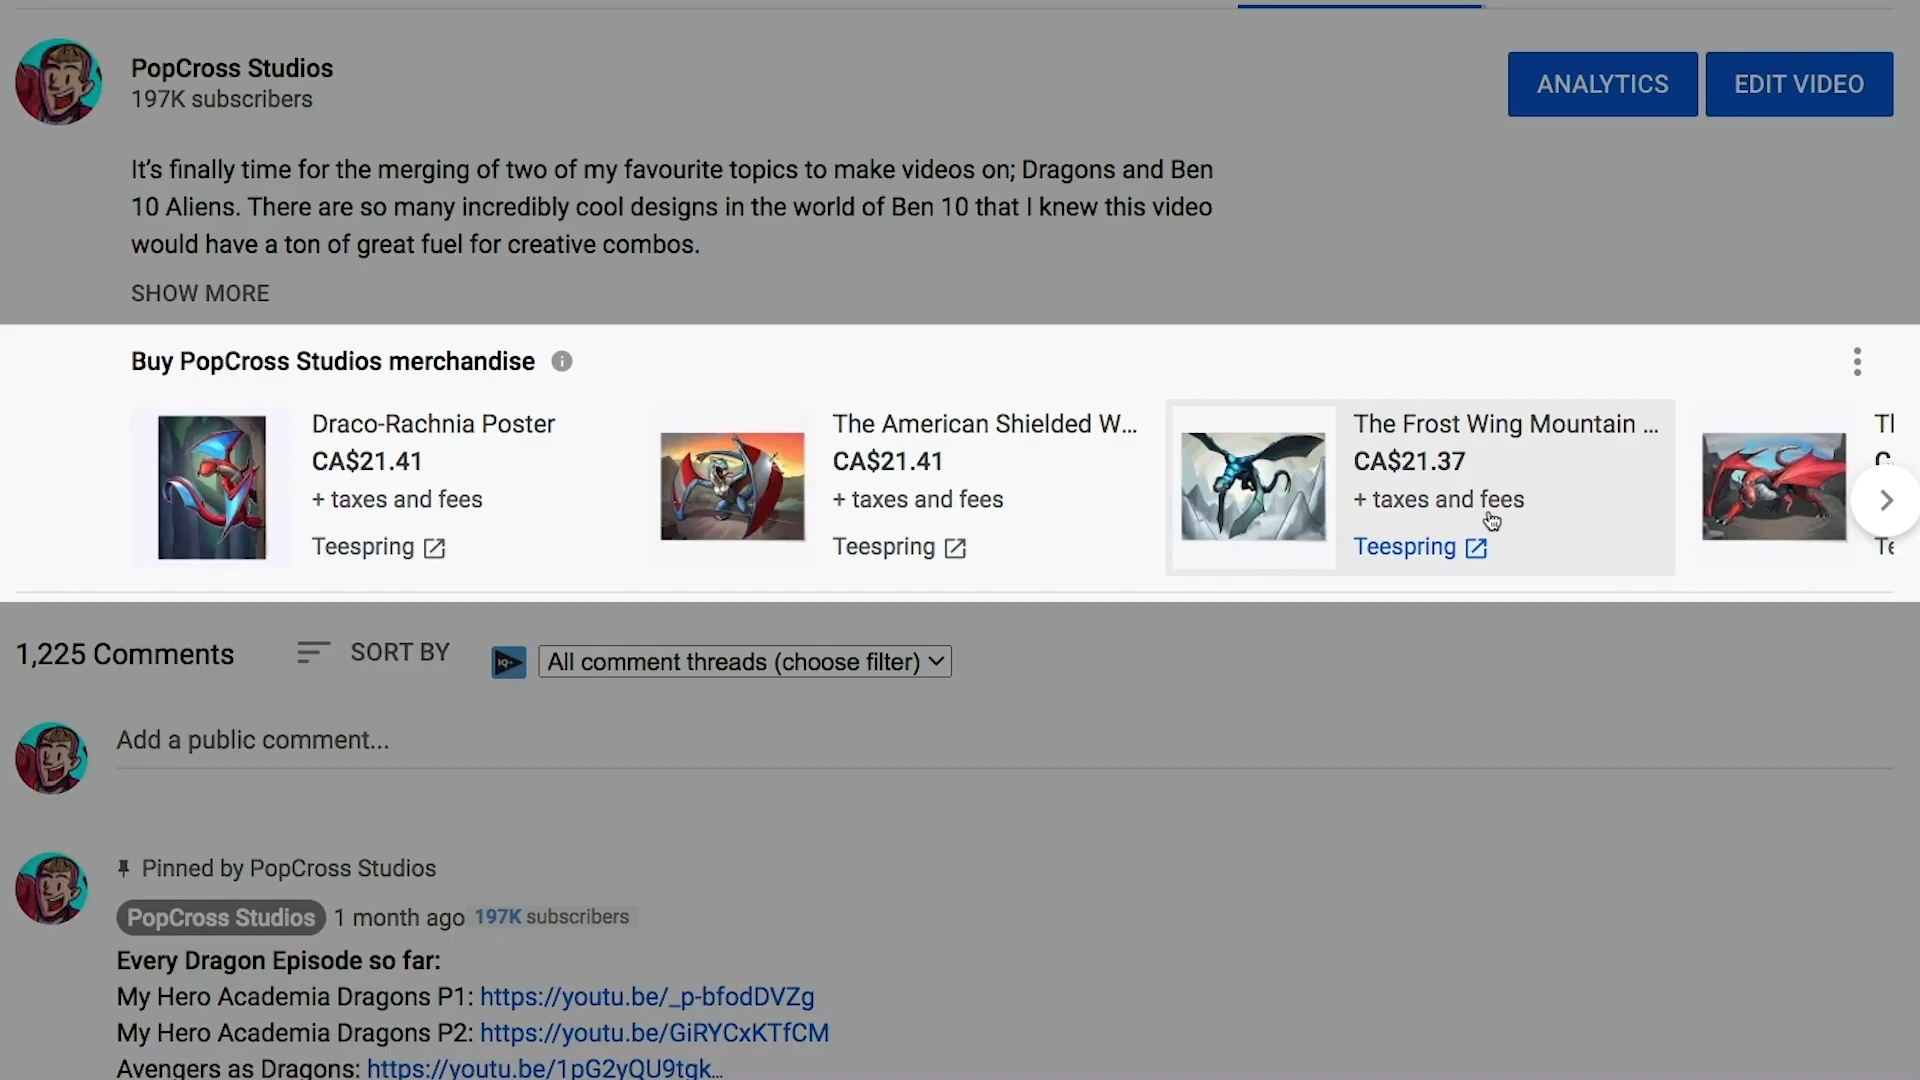 PopCross Studios
197K subscribers
ANALYTICS
EDIT VIDEO
It's finally time for the merging of two of my favourite topics to make videos on; Dragons and Ben
10 Aliens. There are so many incredibly cool designs in the world of Ben 10 that I knew this video
would have a ton of great fuel for creative combos.
SHOW MORE
Buy PopCross Studios merchandise
Draco-Rachnia Poster
CA$21.41
+ taxes and fees
Teespring
The American Shielded W...
CA$21.41
+ taxes and fees
Teespring
The Frost Wing Mountain ...
CA$21.37
+ taxes and fees
Teespring
1,225 Comments
SORT BY
IQ+
All comment threads (choose filter)
Add a public comment...
Pinned by PopCross Studios
PopCross Studios 1 month ago 197K subscribers
Every Dragon Episode so far:
My Hero Academia Dragons P1: https://youtu.be/_p-bfodDVZg
My Hero Academia Dragons P2: https://youtu.be/GiRYCxKTfCM
Avengers as Dragons: https://youtu.be/1pG2yQU9tgk...